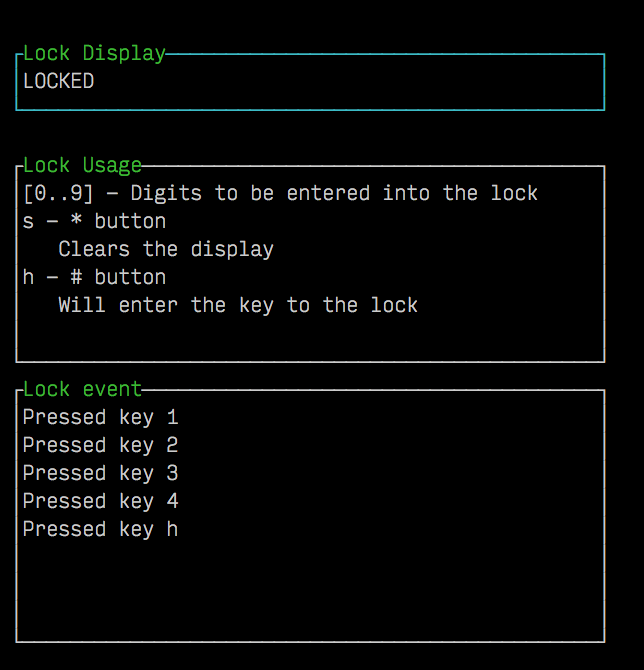 Lock Display
LOCKED
Lock Usage
[0..9] – Digits to be entered into the lock
s – * button
Clears the display
h – # button
Will enter the key to the lock
Lock event
Pressed key 1
Pressed key 2
Pressed key 3
Pressed key 4
Pressed key h